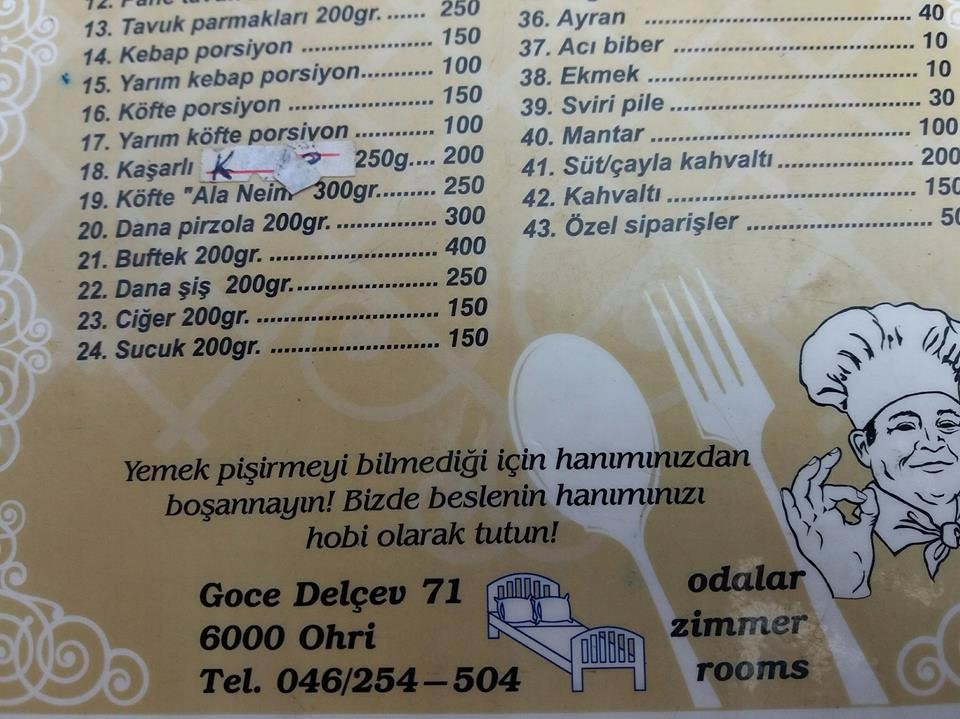 13. Tavuk parmakları 200gr. ...... 250
14. Kebap porsiyon ................... 150
15. Yarım kebap porsiyon........... 100
16. Köfte porsiyon ...................... 150
17. Yarım köfte porsiyon ............ 100
18. Kaşarlı 250g.... 200
19. Köfte "Ala Neim" 300gr........ 250
20. Dana pirzola 200gr. ............... 300
21. Buftek 200gr. ......................... 400
22. Dana şiş 200gr...................... 250
23. Ciğer 200gr. ........................... 150
24. Sucuk 200gr. ......................... 150
36. Ayran ........................................ 40
37. Acı biber .................................... 10
38. Ekmek ........................................ 10
39. Sviri pile ..................................... 30
40. Mantar ....................................... 100
41. Süt/çayla kahvaltı .................... 200
42. Kahvaltı ..................................... 150
43. Özel siparişler ...........................
Yemek pişirmeyi bilmediği için hanımınızdan
boşannayın! Bizde beslenin hanımınızı
hobi olarak tutun!
Goce Delçev 71
6000 Ohri
Tel. 046/254–504
odalar
zimmer
rooms